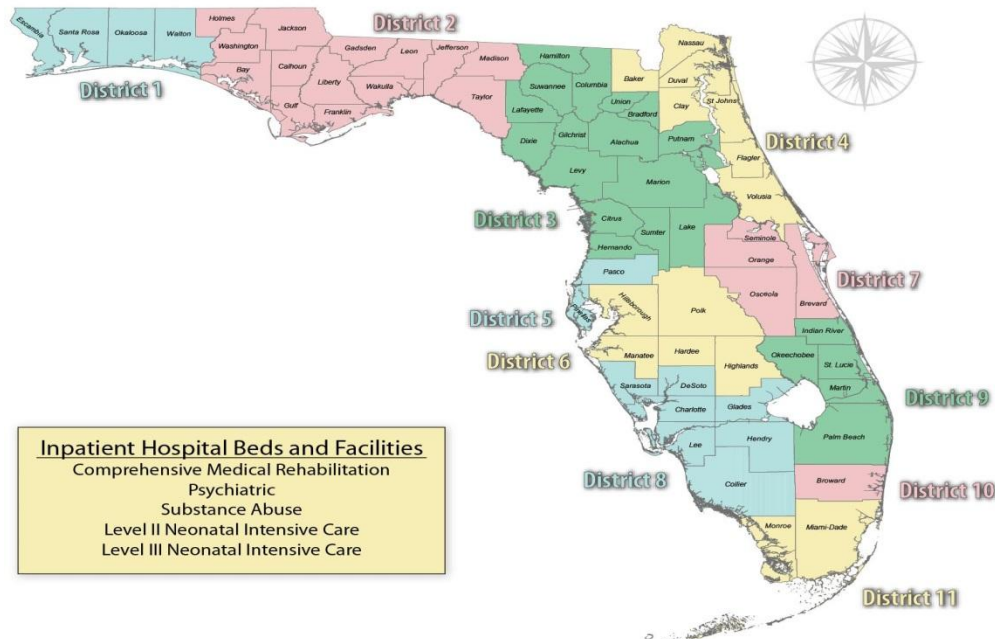 District 2
Holmes
Jackson
Escambia
Santa Rosa
Okaloosa
Walton
Washington
Gadsden
Leon
Jefferson
Madison
Hamilton
Nassau
Bay
Calhoun
Liberty
Wakulla
Taylor
Suwannee
Columbia
Baker
Duval
District 1
Gulf
Franklin
Lafayette
Union
Bradford
Clay
St Johns
Dixie
Gilchrist
Alachua
Putnam
District 4
Flagler
Levy
Marion
Volusia
District 3
Citrus
Sumter
Lake
Seminole
Hernando
Orange
Pasco
District 7
Osceola
Brevard
District 5
Pinellas
Hillsborough
Polk
Indian River
District 6
Manatee
Hardee
Highlands
Okeechobee
St. Lucie
Sarasota
DeSoto
Martin
District 9
Charlotte
Glades
Palm Beach
Lee
Hendry
District 8
Collier
Broward
District 10
Monroe
Miami-Dade
District 11
Inpatient Hospital Beds and Facilities
Comprehensive Medical Rehabilitation
Psychiatric
Substance Abuse
Level II Neonatal Intensive Care
Level III Neonatal Intensive Care